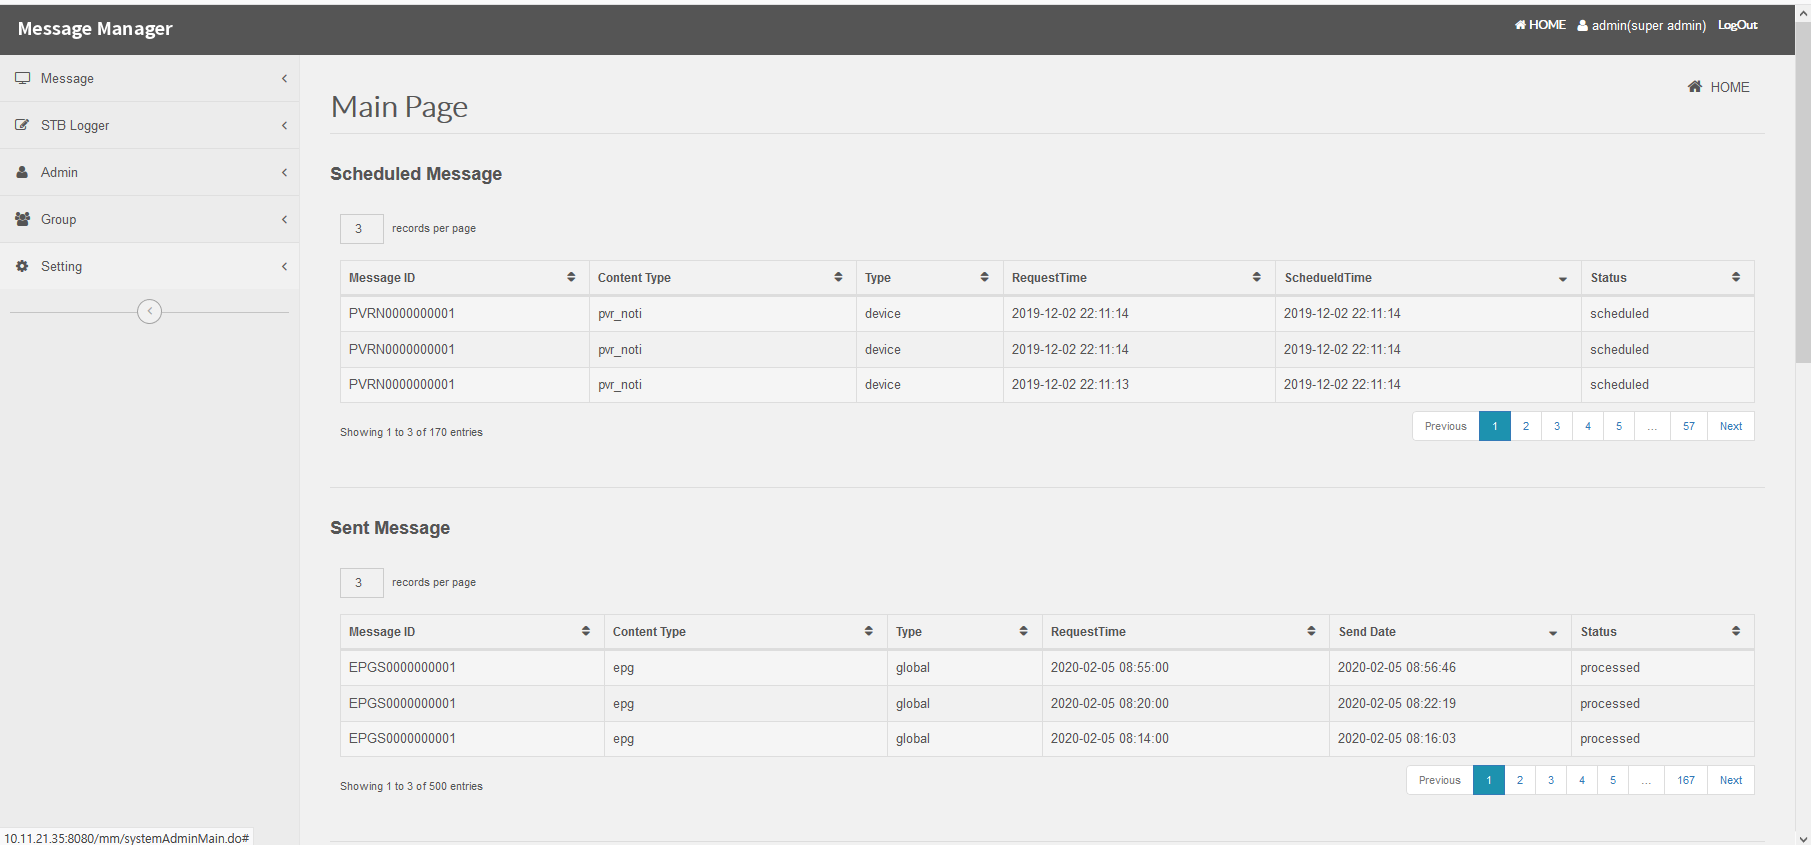 Message Manager
HOME admin(super admin) LogOut
Message
STB Logger
Admin
Group
Setting
HOME
Main Page
Scheduled Message
3 records per page
Message ID Content Type Type RequestTime SchedueldTime Status
PVRN0000000001 pvr_noti device 2019-12-02 22:11:14 2019-12-02 22:11:14 scheduled
PVRN0000000001 pvr_noti device 2019-12-02 22:11:14 2019-12-02 22:11:14 scheduled
PVRN0000000001 pvr_noti device 2019-12-02 22:11:13 2019-12-02 22:11:14 scheduled
Showing 1 to 3 of 170 entries
Previous 1 2 3 4 5 ... 57 Next
Sent Message
3 records per page
Message ID Content Type Type RequestTime Send Date Status
EPGS0000000001 epg global 2020-02-05 08:55:00 2020-02-05 08:56:46 processed
EPGS0000000001 epg global 2020-02-05 08:20:00 2020-02-05 08:22:19 processed
EPGS0000000001 epg global 2020-02-05 08:14:00 2020-02-05 08:16:03 processed
Showing 1 to 3 of 500 entries
Previous 1 2 3 4 5 ... 167 Next
10.11.21.35:8080/mm/systemAdminMain.do#